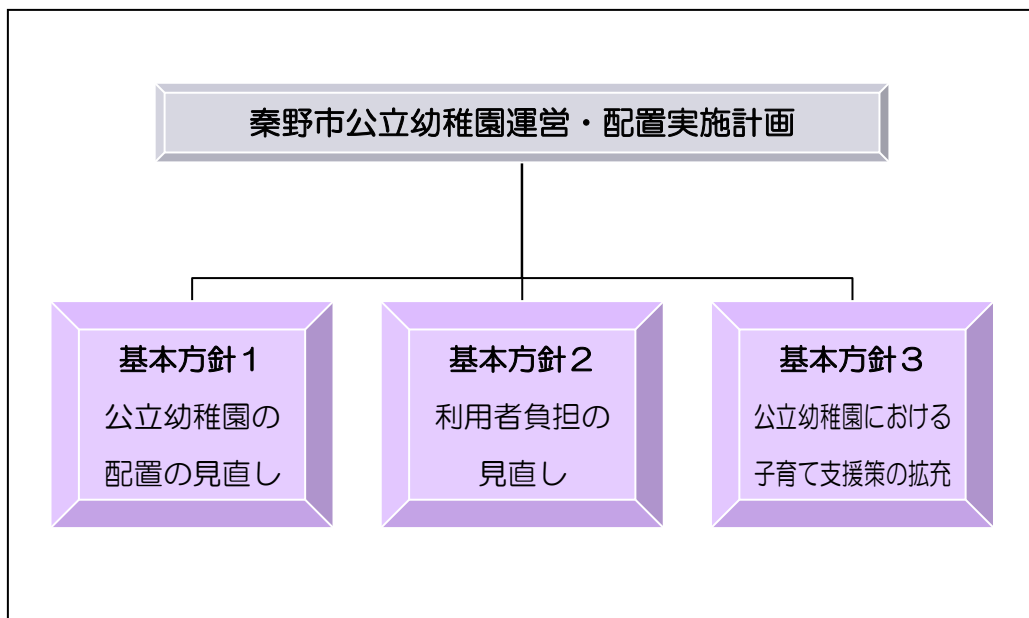 秦野市公立幼稚園運営・配置実施計画
基本方針１
公立幼稚園の
配置の見直し
基本方針２
利用者負担の
見直し
基本方針３
公立幼稚園における
子育て支援策の拡充